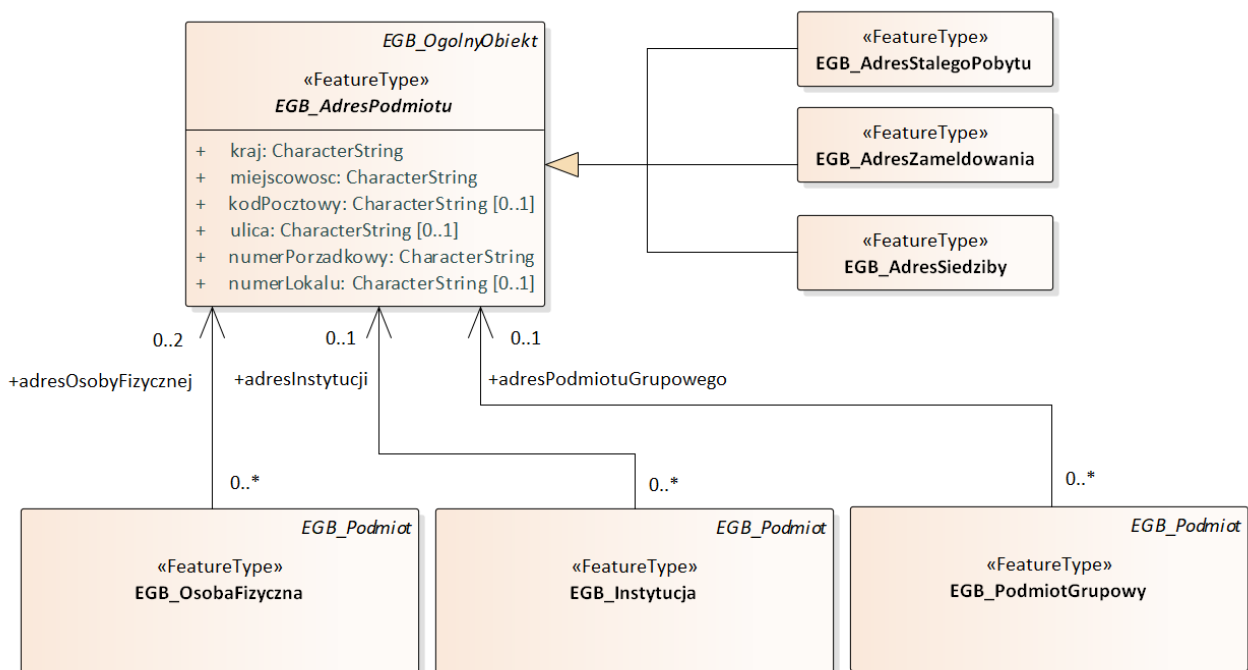 EGB_OgolnyObiekt
«FeatureType»
EGB_AdresPodmiotu
+ kraj: CharacterString
+ miejscowosc: CharacterString
+ kodPocztowy: CharacterString [0..1]
+ ulica: CharacterString [0..1]
+ numerPorzadkowy: CharacterString
+ numerLokalu: CharacterString [0..1]
«FeatureType»
EGB_AdresStalegoPobytu
«FeatureType»
EGB_AdresZameldowania
«FeatureType»
EGB_AdresSiedziby
0..2
0..1
0..1
+adresOsobyFizycznej
+adresInstytucji
+adresPodmiotuGrupowego
0..*
0..*
0..*
EGB_Podmiot
«FeatureType»
EGB_OsobaFizyczna
EGB_Podmiot
«FeatureType»
EGB_Instytucja
EGB_Podmiot
«FeatureType»
EGB_PodmiotGrupowy